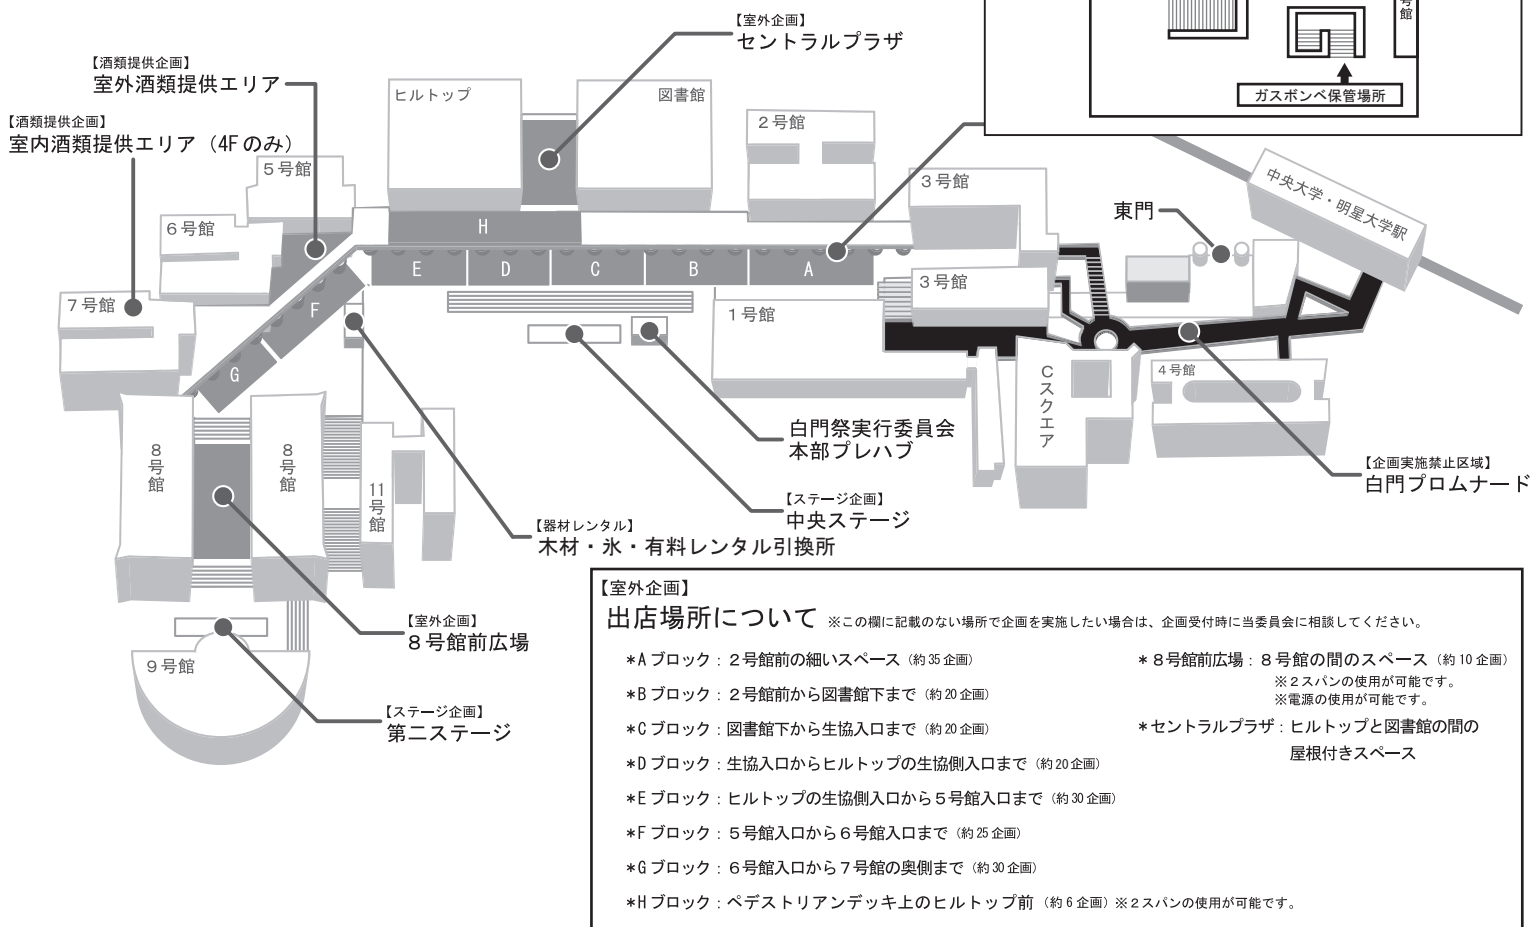 号
館
ガスボンベ保管場所
【室外企画】
セントラルプラザ
【酒類提供企画】
室外酒類提供エリア
【酒類提供企画】
室内酒類提供エリア（4Fのみ）
ヒルトップ
図書館
2号館
3号館
3号館
5号館
6号館
7号館
1号館
東門
中央大学・明星大学駅
H
E
D
C
B
A
F
G
Cスクエア
4号館
8号館
8号館
11号館
9号館
白門祭実行委員会
本部プレハブ
【ステージ企画】
中央ステージ
【器材レンタル】
木材・氷・有料レンタル引換所
【企画実施禁止区域】
白門プロムナード
【室外企画】
8号館前広場
【ステージ企画】
第二ステージ
【室外企画】
出店場所について ※この欄に記載のない場所で企画を実施したい場合は、企画受付時に当委員会に相談してください。
＊Aブロック：2号館前の細いスペース（約35企画）
＊Bブロック：2号館前から図書館下まで（約20企画）
＊Cブロック：図書館下から生協入口まで（約20企画）
＊Dブロック：生協入口からヒルトップの生協側入口まで（約20企画）
＊Eブロック：ヒルトップの生協側入口から5号館入口まで（約30企画）
＊Fブロック：5号館入口から6号館入口まで（約25企画）
＊Gブロック：6号館入口から7号館の奥側まで（約30企画）
＊Hブロック：ペデストリアンデッキ上のヒルトップ前（約6企画）※2スパンの使用が可能です。
＊8号館前広場：8号館の間のスペース（約10企画）
※2スパンの使用が可能です。
※電源の使用が可能です。
＊セントラルプラザ：ヒルトップと図書館の間の
屋根付きスペース